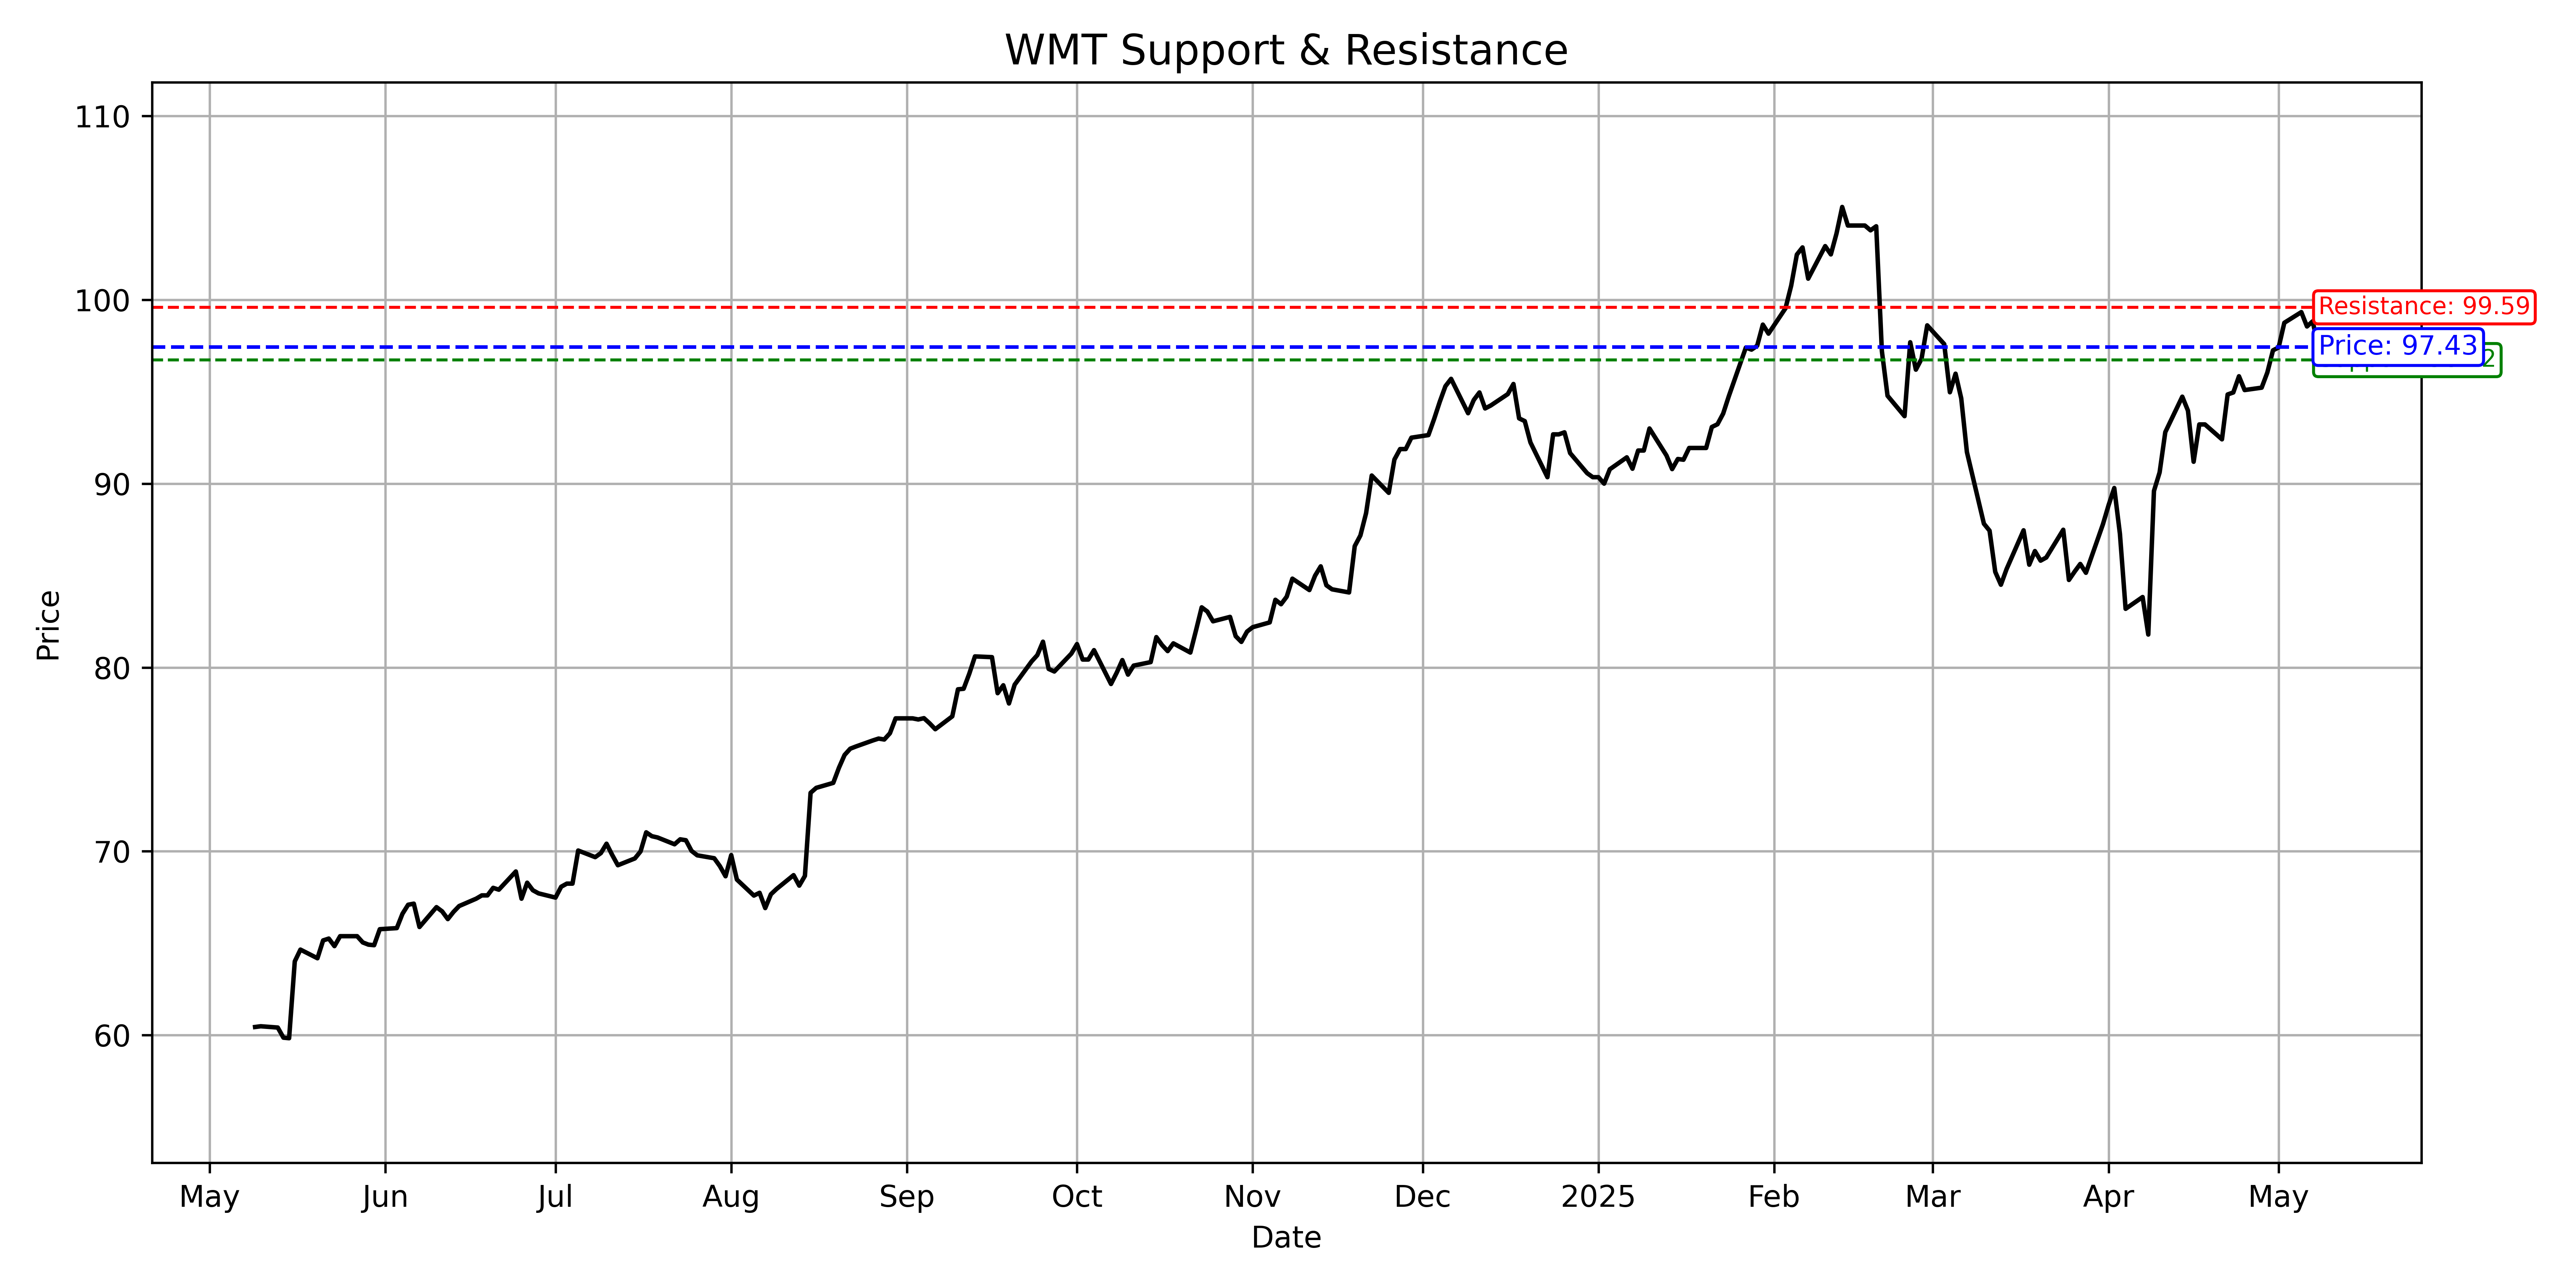 WMT Support & Resistance
110
100
90
80
70
60
Price
Resistance: 99.59
Price: 97.43
May Jun Jul Aug Sep Oct Nov Dec 2025 Feb Mar Apr May
Date